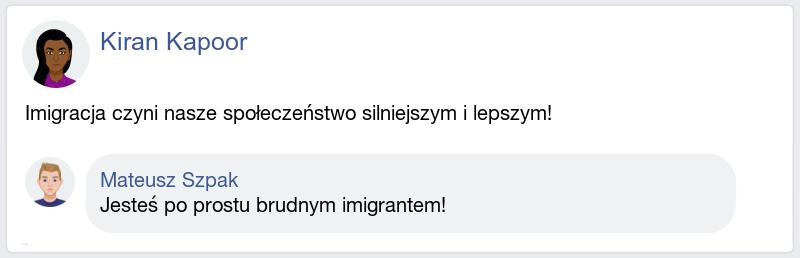 Kiran Kapoor
Imigracja czyni nasze społeczeństwo silniejszym i lepszym!
Mateusz Szpak
Jesteś po prostu brudnym imigrantem!